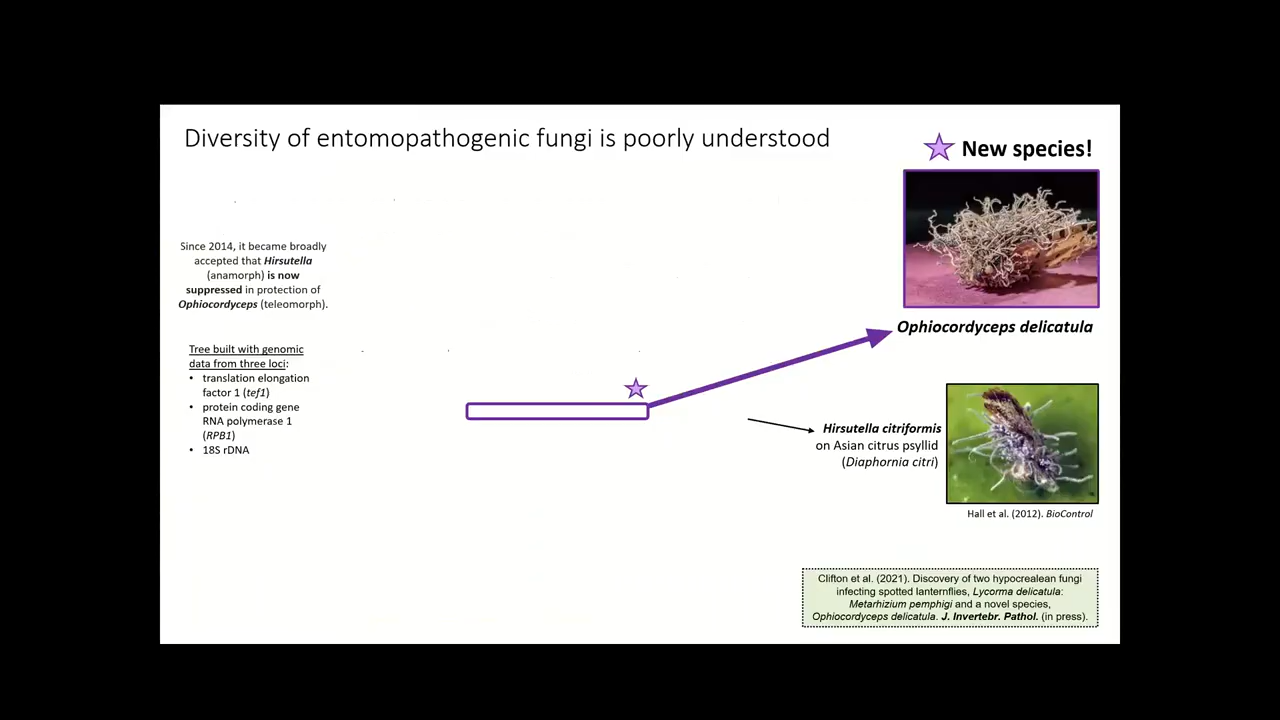 Diversity of entomopathogenic fungi is poorly understood
New species!
Since 2014, it became broadly
accepted that Hirsutella
(anamorph) is now
suppressed in protection of
Ophiocordyceps (teleomorph).
Ophiocordyceps delicatula
Tree built with genomic
data from three loci:
• translation elongation
factor 1 (tef1)
• protein coding gene
RNA polymerase 1
(RPB1)
• 18S rDNA
Hirsutella citriformis
on Asian citrus psyllid
(Diaphornia citri)
Hall et al. (2012). BioControl
Clifton et al. (2021). Discovery of two hypocrealean fungi
infecting spotted lanternflies, Lycorma delicatula:
Metarhizium pemphigi and a novel species,
Ophiocordyceps delicatula. J. Invertebr. Pathol. (in press).